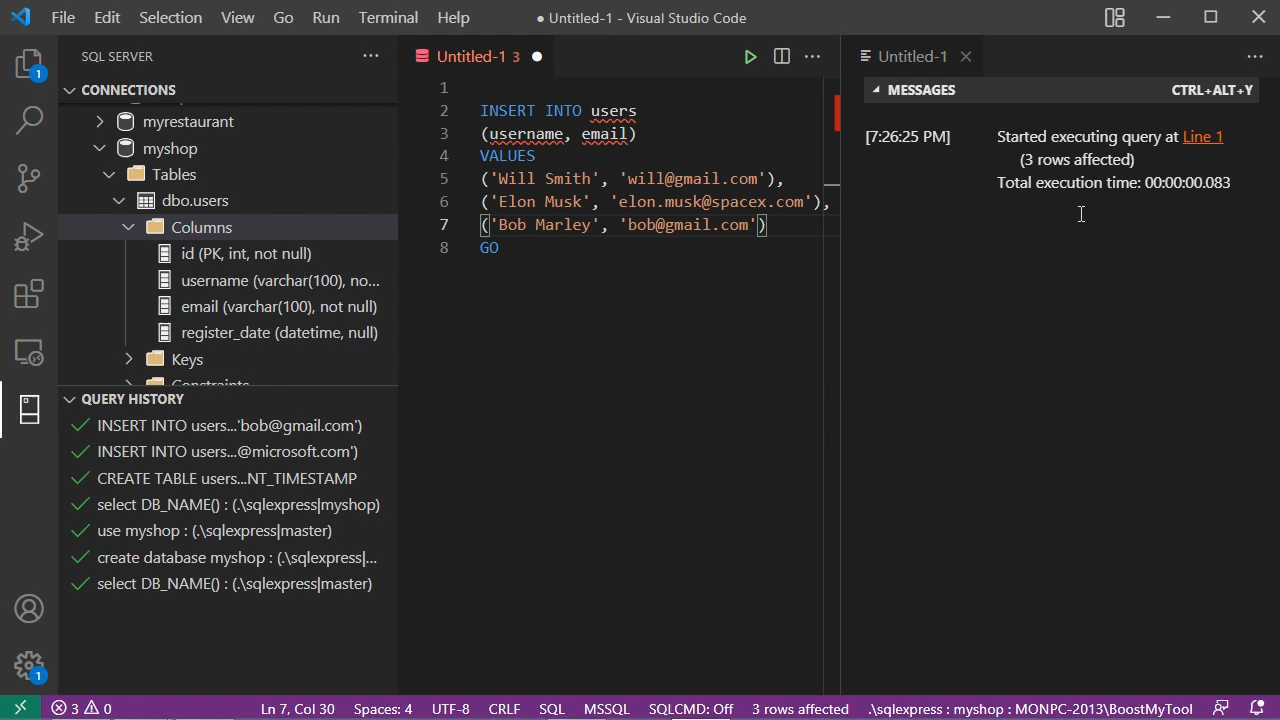 File Edit Selection View Go Run Terminal Help ● Untitled-1 - Visual Studio Code
SQL SERVER ...
CONNECTIONS
myrestaurant
myshop
Tables
dbo.users
Columns
id (PK, int, not null)
username (varchar(100), no...
email (varchar(100), not null)
register_date (datetime, null)
Keys
Constraints
QUERY HISTORY
INSERT INTO users...'bob@gmail.com')
INSERT INTO users...@microsoft.com')
CREATE TABLE users...NT_TIMESTAMP
select DB_NAME() : (.\sqlexpress|myshop)
use myshop : (.\sqlexpress|master)
create database myshop : (.\sqlexpress|...
select DB_NAME() : (.\sqlexpress|master)
1
1
Untitled-1 3 ●
1
2 INSERT INTO users
3 (username, email)
4 VALUES
5 ('Will Smith', 'will@gmail.com'),
6 ('Elon Musk', 'elon.musk@spacex.com'),
7 ('Bob Marley', 'bob@gmail.com')
8 GO
Untitled-1
MESSAGES CTRL+ALT+Y
[7:26:25 PM] Started executing query at Line 1
(3 rows affected)
Total execution time: 00:00:00.083
3 0 Ln 7, Col 30 Spaces: 4 UTF-8 CRLF SQL MSSQL SQLCMD: Off 3 rows affected .\sqlexpress : myshop : MONPC-2013\BoostMyTool